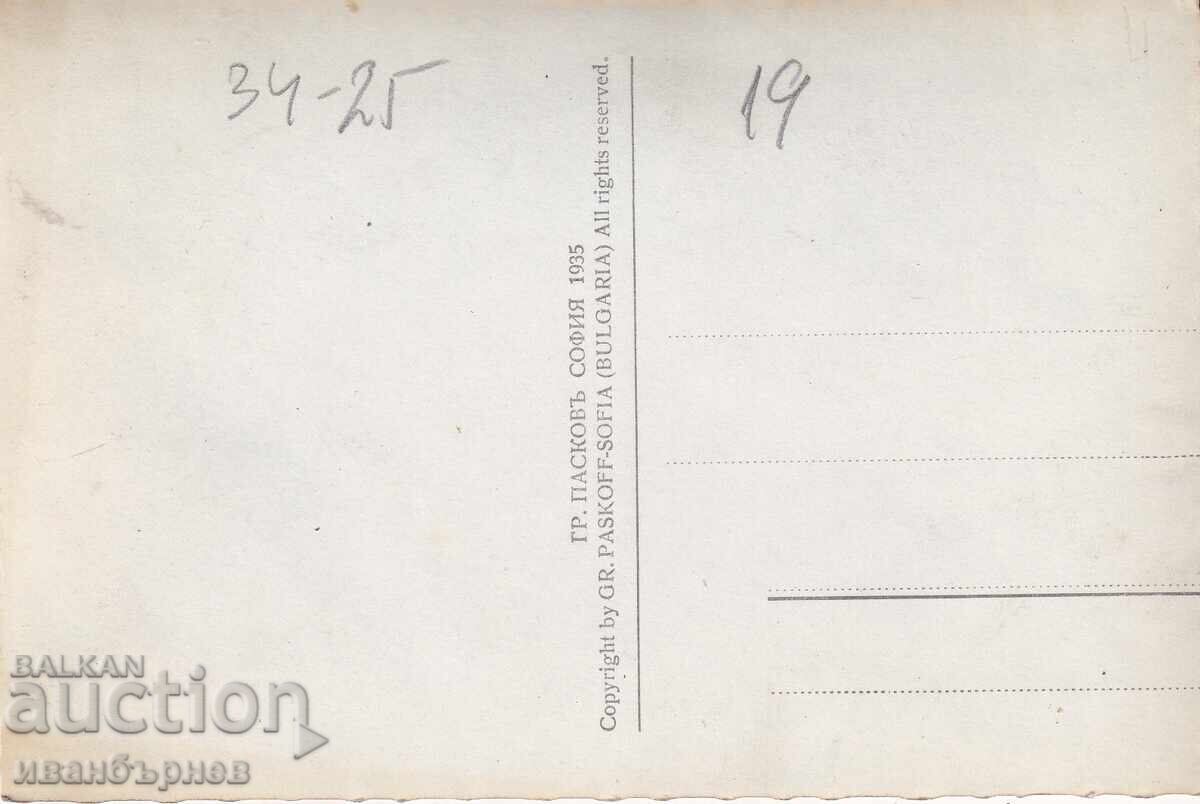 34-25
19
ГР. ПАСКОВЪ СОФИЯ 1935
Copyright by GR. PASKOFF-SOFIA (BULGARIA) All rights reserved.
BALKAN
auction
иванбърнев